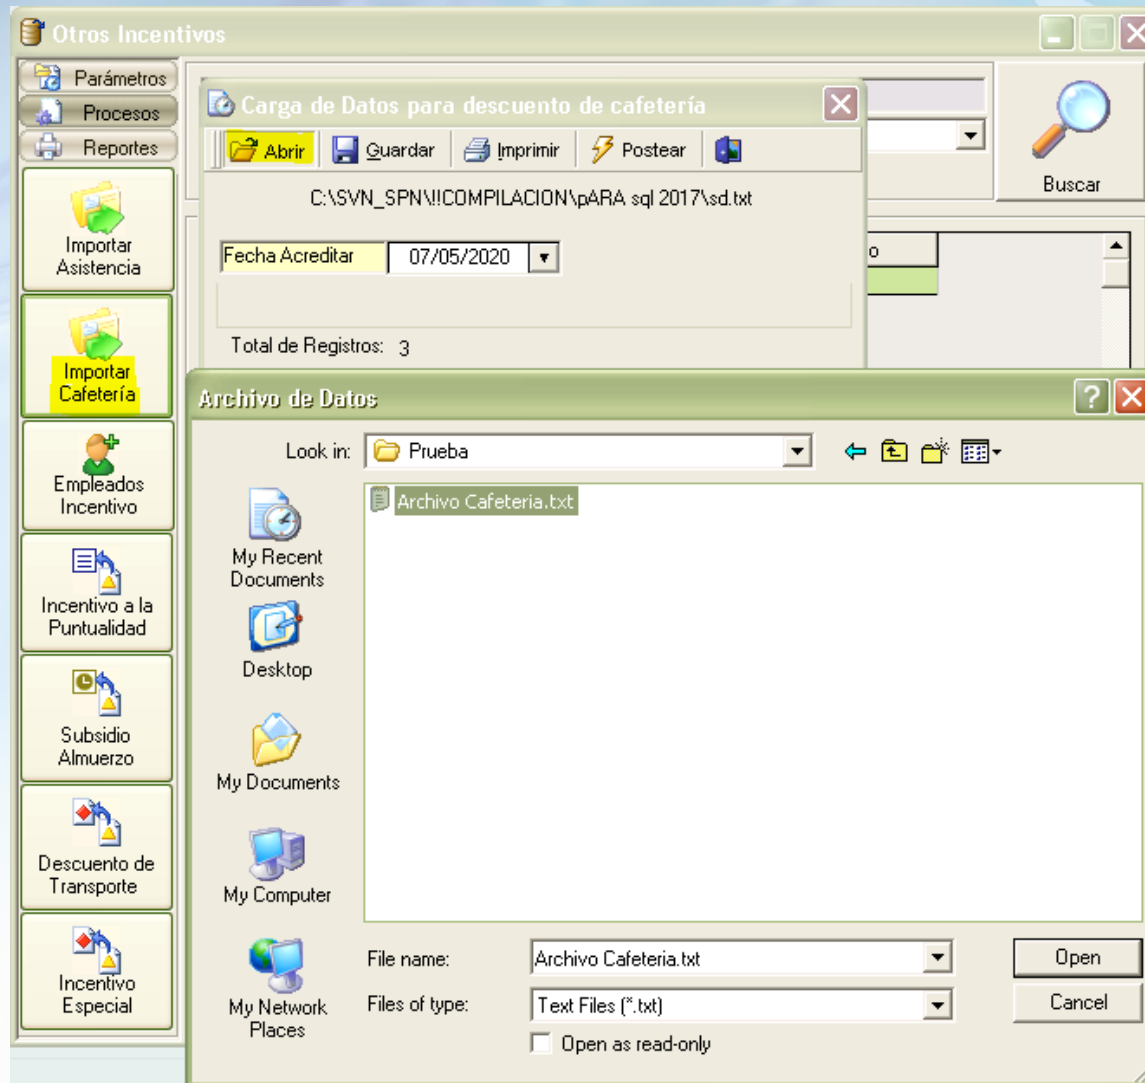 Otros Incentivos
Parámetros
Procesos
Reportes
Importar
Asistencia
Importar
Cafetería
Empleados
Incentivo
Incentivo a la
Puntualidad
Subsidio
Almuerzo
Descuento de
Transporte
Incentivo
Especial
Buscar
o
Carga de Datos para descuento de cafetería
Abrir Guardar Imprimir Postear
C:\SVN_SPN\!!COMPILACION\pARA sql 2017\sd.txt
Fecha Acreditar 07/05/2020
Total de Registros: 3
Archivo de Datos
Look in: Prueba
Archivo Cafeteria.txt
My Recent
Documents
Desktop
My Documents
My Computer
My Network
Places
File name: Archivo Cafeteria.txt Open
Files of type: Text Files (*.txt) Cancel
Open as read-only